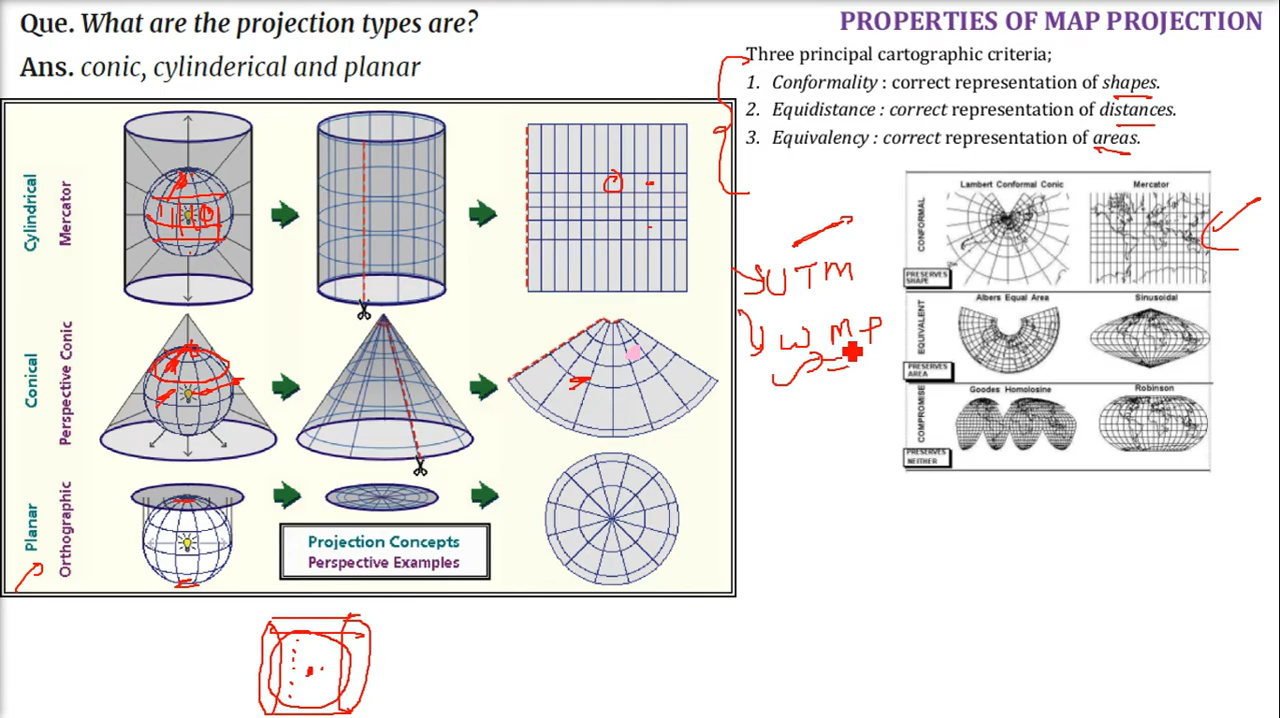 Que. What are the projection types are?
Ans. conic, cylinderical and planar
PROPERTIES OF MAP PROJECTION
Three principal cartographic criteria;
1. Conformality : correct representation of shapes.
2. Equidistance : correct representation of distances.
3. Equivalency : correct representation of areas.
Cylindrical
Mercator
Conical
Perspective Conic
Planar
Orthographic
Projection Concepts
Perspective Examples
UTM
WMP
Lambert Conformal Conic
Mercator
CONFORMAL
PRESERVES
SHAPE
Albers Equal Area
Sinusoidal
EQUIVALENT
PRESERVES
AREA
Goodes Homolosine
Robinson
COMPROMISE
PRESERVES
NEITHER